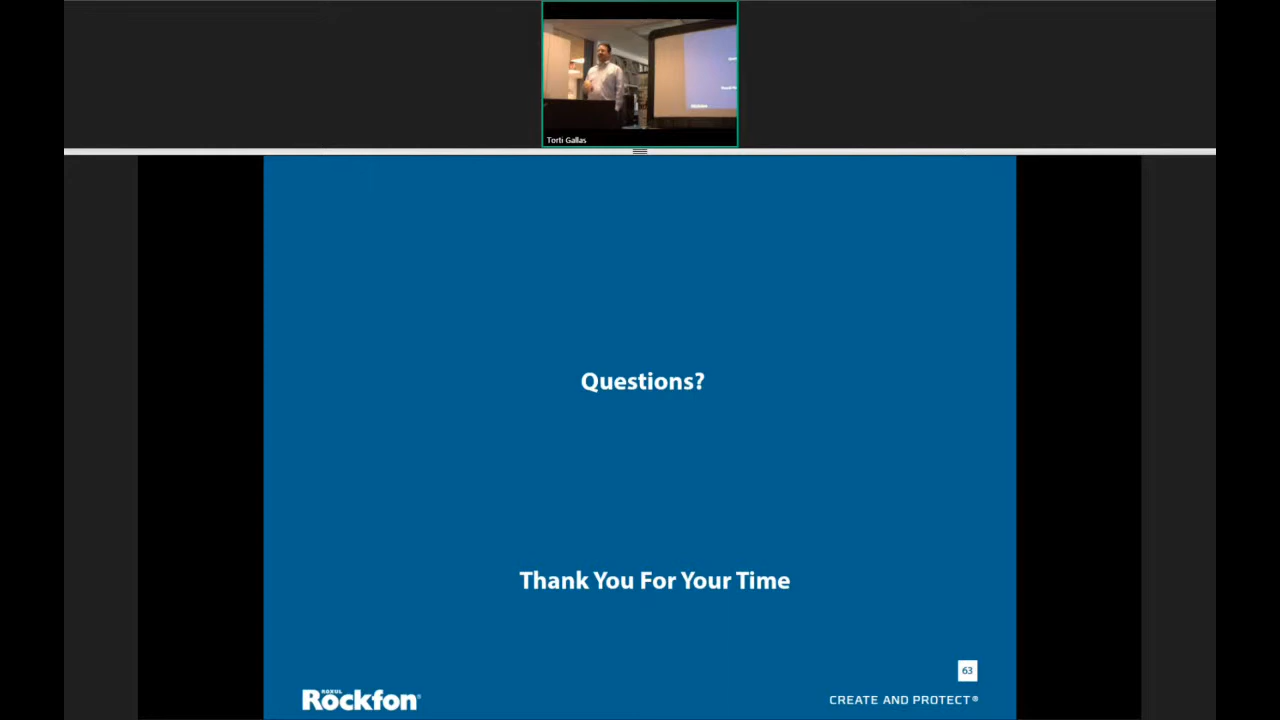 Torti Gallas
Questions?
Thank You For Your Time
63
ROXUL
Rockfon®
CREATE AND PROTECT®